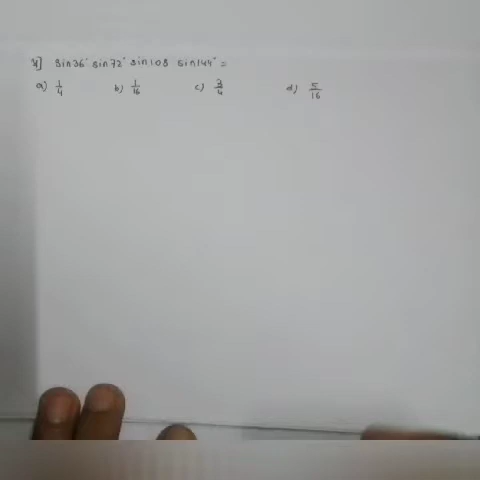 4] sin36° sin72° sin108 sin144° =
a) 1/4 b) 1/16 c) 3/4 d) 5/16